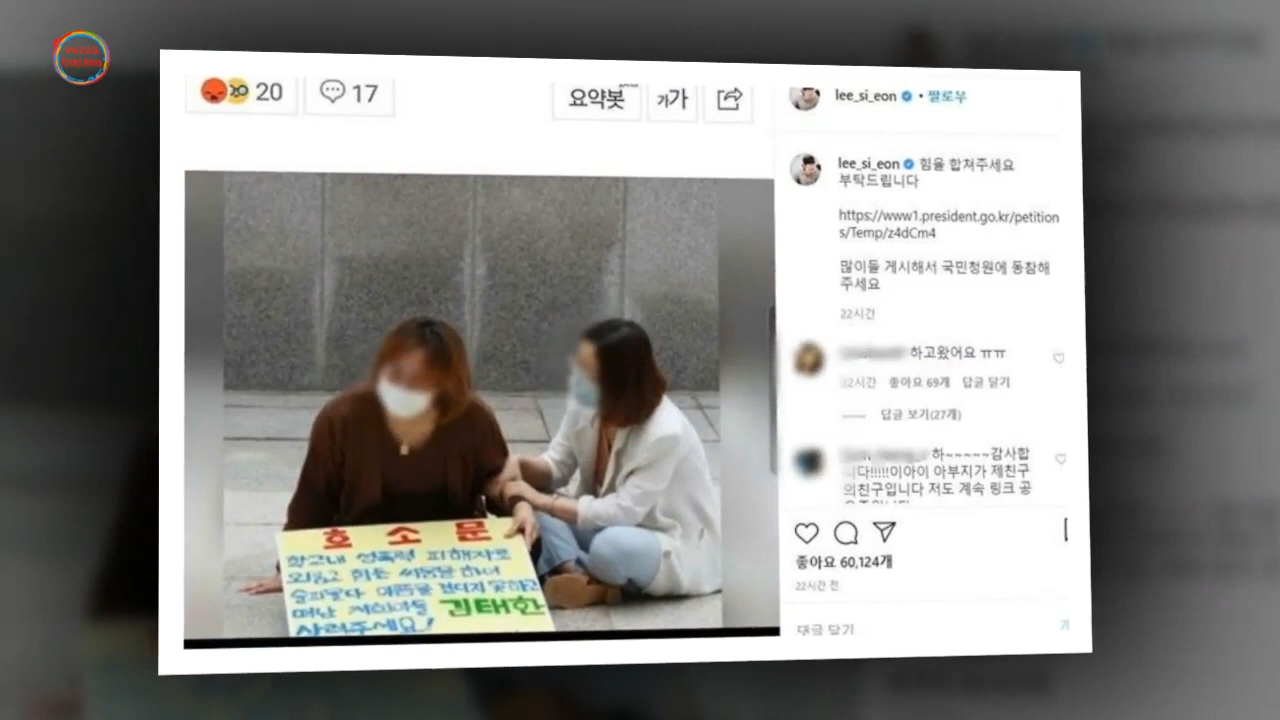 20
17
요약봇
가가
lee_si_eon • 팔로우
lee_si_eon 힘을 합쳐주세요
부탁드립니다
https://www1.president.go.kr/petition
s/Temp/z4dCm4
많이들 게시해서 국민청원에 동참해
주세요
22시간
하고왔어요 ㅠㅠ
22시간 좋아요 69개 답글 달기
답글 보기(27개)
하~~~~~감사합
니다!!!!!이아이 아부지가 제친구
의친구입니다 저도 계속 링크 공
좋아요 60,124개
22시간 전
댓글 달기
호소문
학교내 성폭력 피해자로
외롭고 힘든 싸움을 하며
슬프다 아픔을 견디지 못하고
떠난 저희아들 김태한
살려주세요!